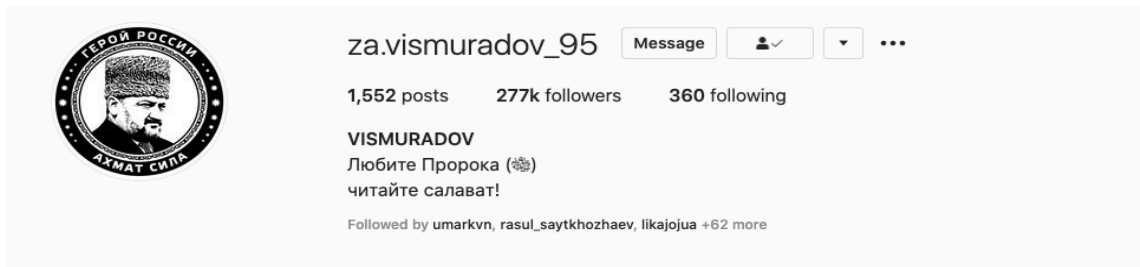 ГЕРОЙ РОССИИ
АХМАТ СИЛА
za.vismuradov_95 Message
1,552 posts 277k followers 360 following
VISMURADOV
Любите Пророка (ﷺ)
читайте салават!
Followed by umarkvn, rasul_saytkhozhaev, likajojua +62 more